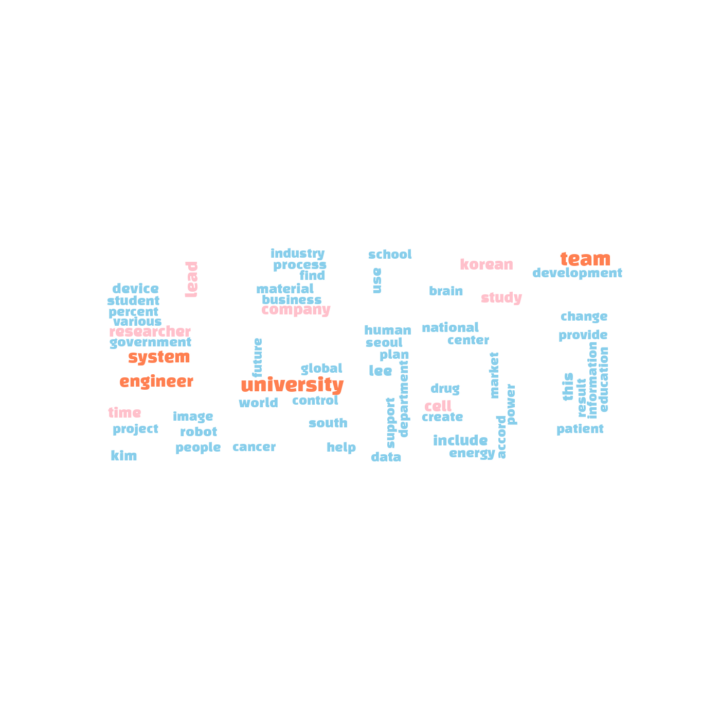 industry
school
team
process
korean
lead
find
use
development
device
material
brain
student
business
study
percent
company
change
various
researcher
human
national
provide
government
seoul
center
future
plan
system
global
lee
market
information
education
engineer
university
this
department
drug
result
world
control
power
time
cell
image
create
support
south
project
robot
accord
patient
include
people
cancer
help
energy
kim
data